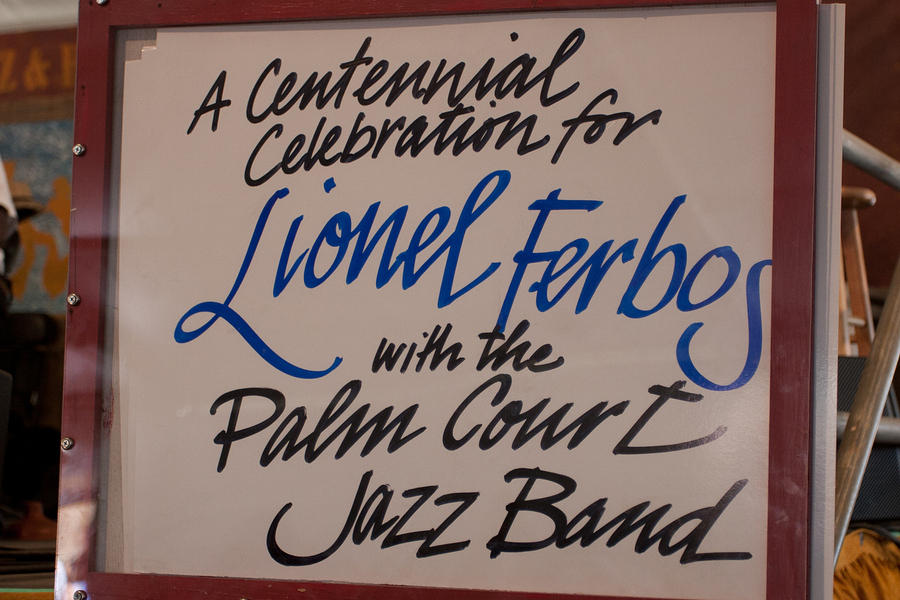 A Centennial
Celebration for
Lionel Ferbos
with the
Palm Court
Jazz Band